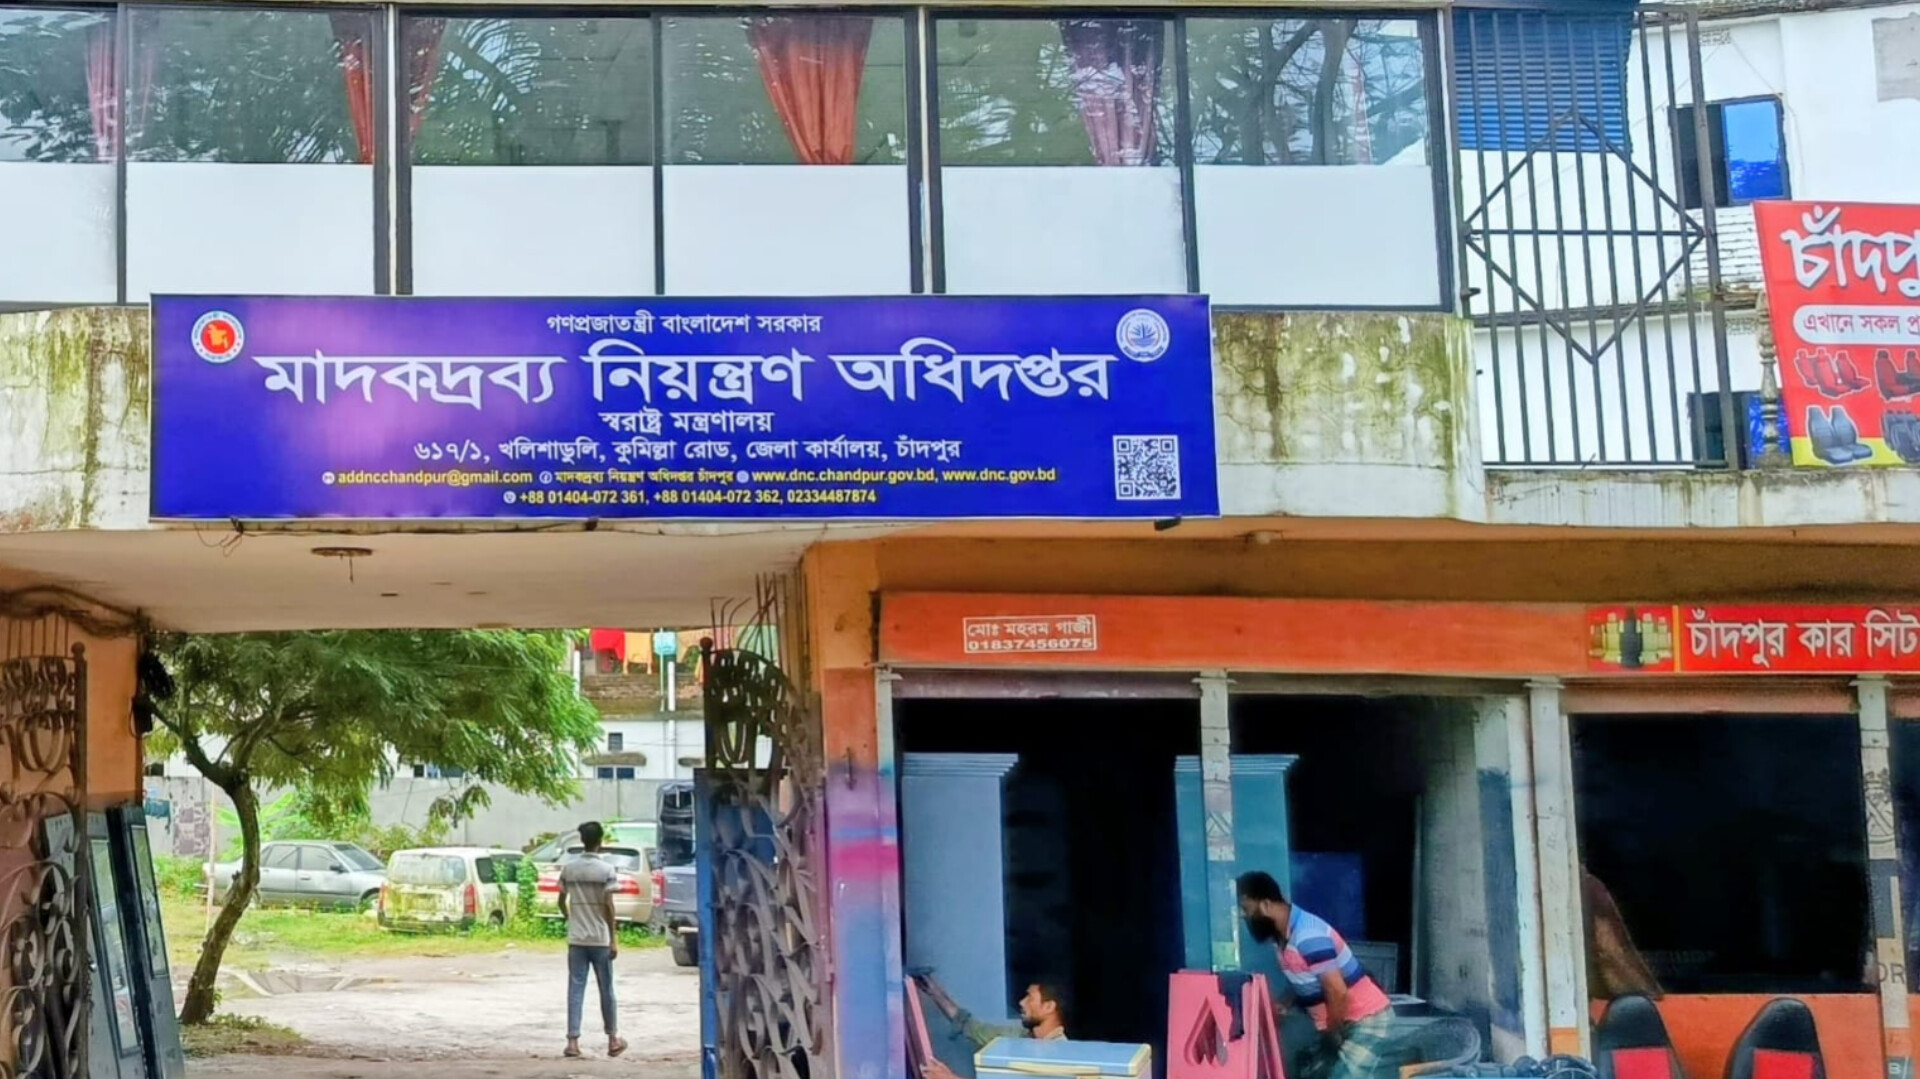 গণপ্রজাতন্ত্রী বাংলাদেশ সরকার
মাদকদ্রব্য নিয়ন্ত্রণ অধিদপ্তর
স্বরাষ্ট্র মন্ত্রণালয়
৬১৭/১, খলিশাডুলি, কুমিল্লা রোড, জেলা কার্যালয়, চাঁদপুর
addncchandpur@gmail.com মাদকদ্রব্য নিয়ন্ত্রণ অধিদপ্তর চাঁদপুর www.dnc.chandpur.gov.bd, www.dnc.gov.bd
+88 01404-072 361, +88 01404-072 362, 02334487874
চাঁদপু
এখানে সকল প্র
মোঃ মহরম গাজী
01837456075
চাঁদপুর কার সিট